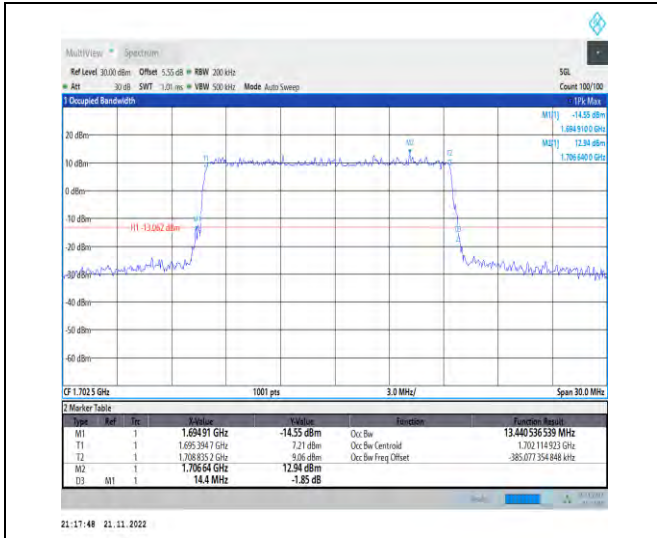 MultiView Spectrum
Ref Level 30.00 dBm Offset 5.55 dB RBW 200 kHz SGL
Att 30 dB SWT 1.01 ms VBW 500 kHz Mode Auto Sweep Count 100/100
1 Occupied Bandwidth 1Pk Max
M1[1] -14.55 dBm
1.694 910 0 GHz
M2[1] 12.94 dBm
1.706 640 0 GHz
20 dBm
T1 M2 T2
10 dBm
0 dBm
-10 dBm
M1
H1 -13.062 dBm
D3
-20 dBm
-30 dBm
-40 dBm
-50 dBm
-60 dBm
CF 1.702 5 GHz 1001 pts 3.0 MHz/ Span 30.0 MHz
2 Marker Table
Type Ref Trc X-Value Y-Value Function Function Result
M1 1 1.694 91 GHz -14.55 dBm Occ Bw 13.440 536 539 MHz
T1 1 1.695 394 7 GHz 7.21 dBm Occ Bw Centroid 1.702 114 923 GHz
T2 1 1.708 835 2 GHz 9.06 dBm Occ Bw Freq Offset -385.077 354 848 kHz
M2 1 1.706 64 GHz 12.94 dBm
D3 M1 1 14.4 MHz -1.85 dB
21:17:48 21.11.2022